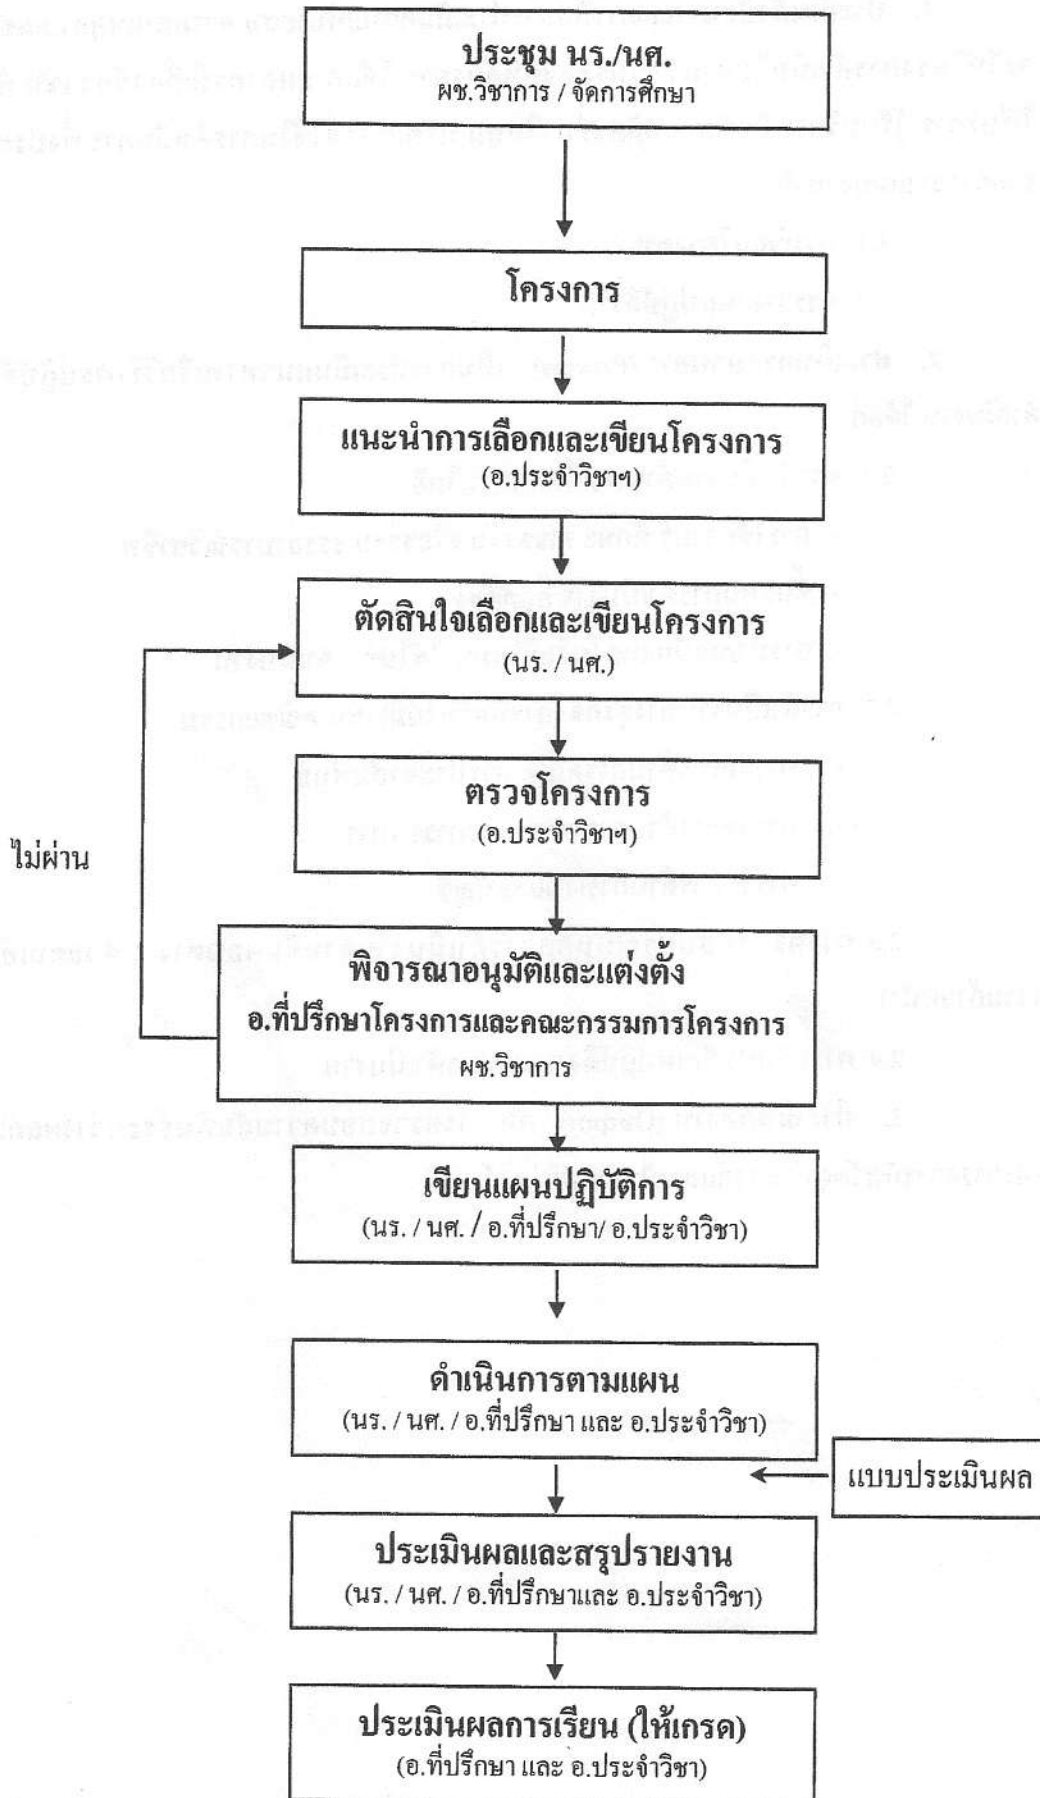 ประชุม นร./นศ.
ผช.วิชาการ / จัดการศึกษา
โครงการ
แนะนำการเลือกและเขียนโครงการ
(อ.ประจำวิชาฯ)
ตัดสินใจเลือกและเขียนโครงการ
(นร. / นศ.)
ตรวจโครงการ
(อ.ประจำวิชาฯ)
ไม่ผ่าน
พิจารณาอนุมัติและแต่งตั้ง
อ.ที่ปรึกษาโครงการและคณะกรรมการโครงการ
ผช.วิชาการ
เขียนแผนปฏิบัติการ
(นร. / นศ. / อ.ที่ปรึกษา/ อ.ประจำวิชา)
ดำเนินการตามแผน
(นร. / นศ. / อ.ที่ปรึกษา และ อ.ประจำวิชา)
แบบประเมินผล
ประเมินผลและสรุปรายงาน
(นร. / นศ. / อ.ที่ปรึกษาและ อ.ประจำวิชา)
ประเมินผลการเรียน (ให้เกรด)
(อ.ที่ปรึกษา และ อ.ประจำวิชา)